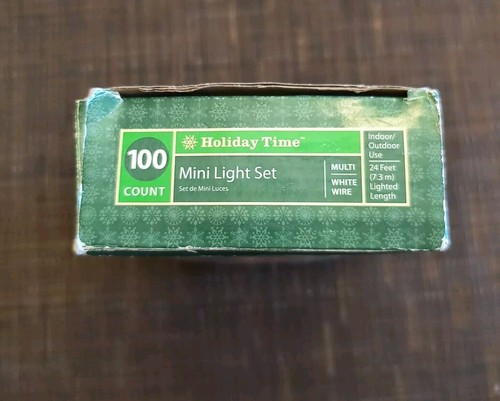 100
COUNT
Holiday Time™
Mini Light Set
Set de Mini Luces
MULTI
WHITE
WIRE
Indoor/
Outdoor
Use
24 Feet
(7.3 m)
Lighted
Length